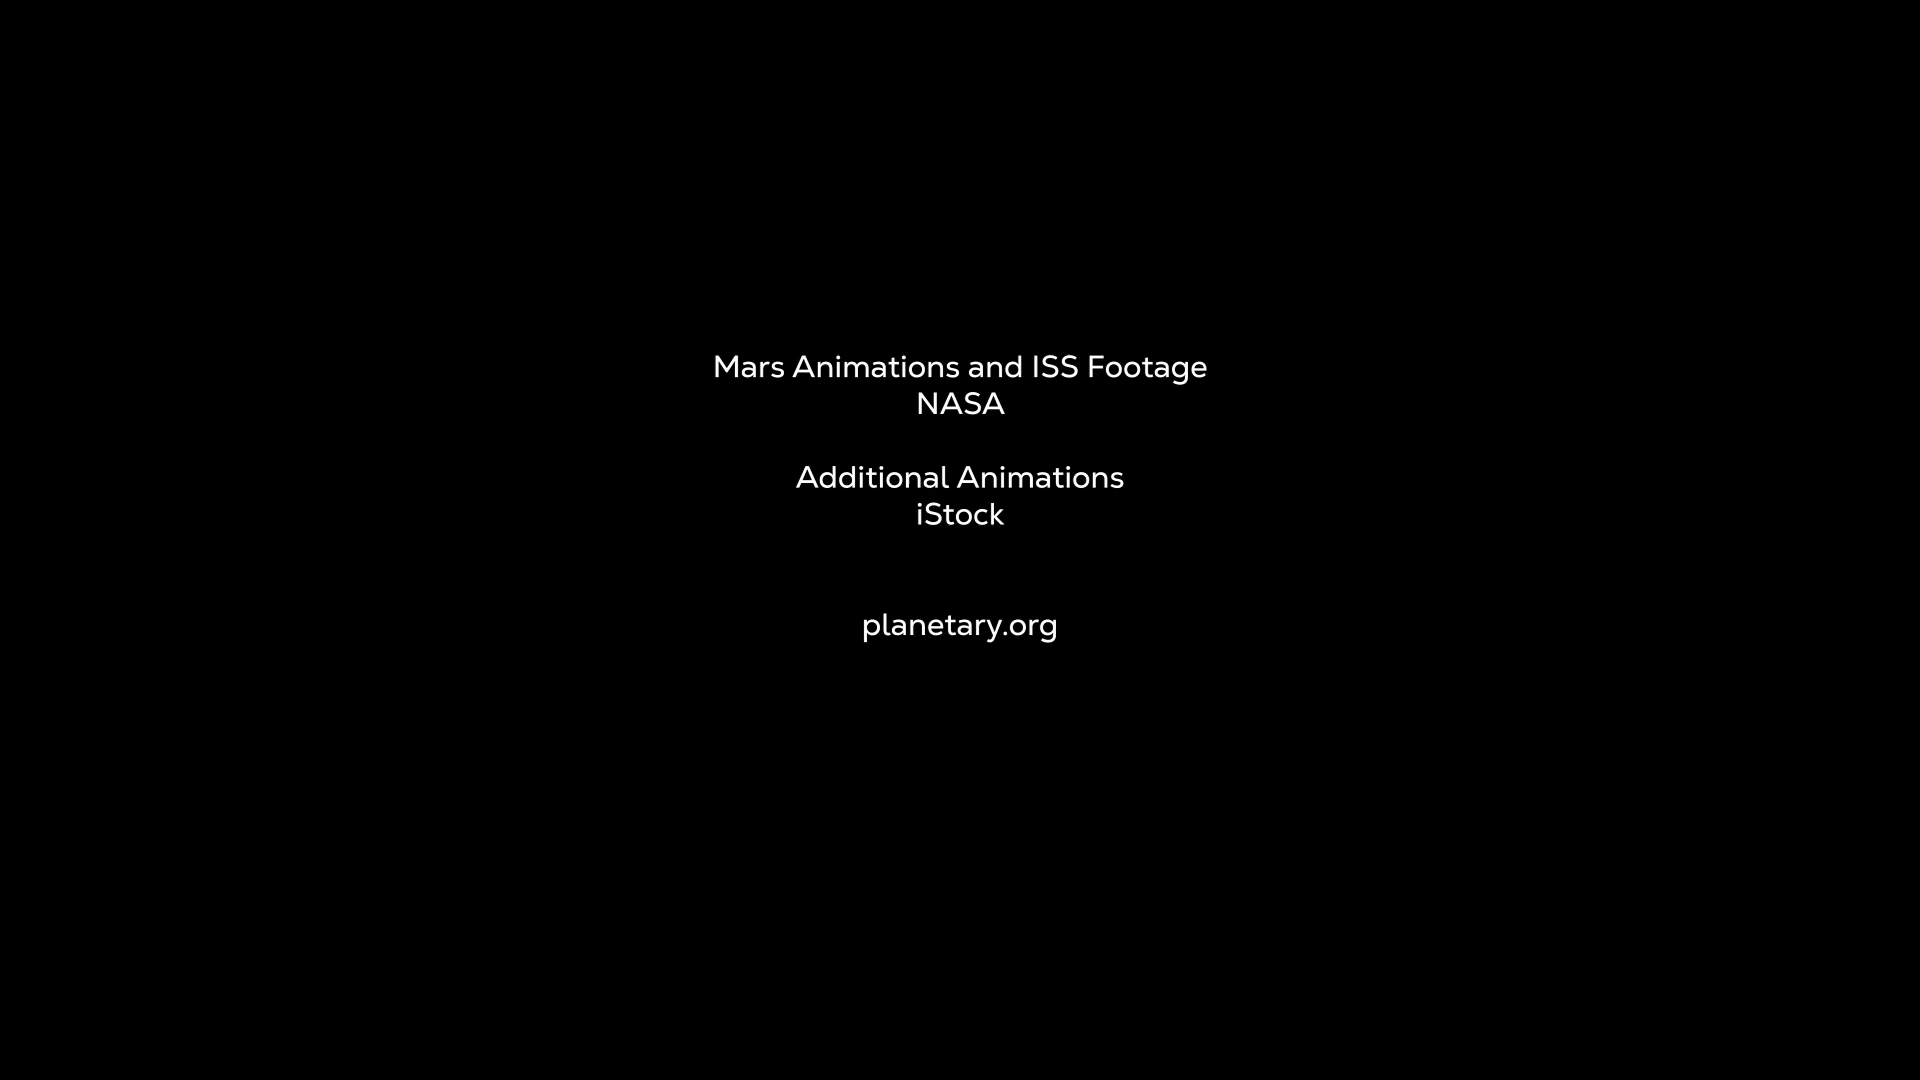 Mars Animations and ISS Footage
NASA
Additional Animations
iStock
planetary.org